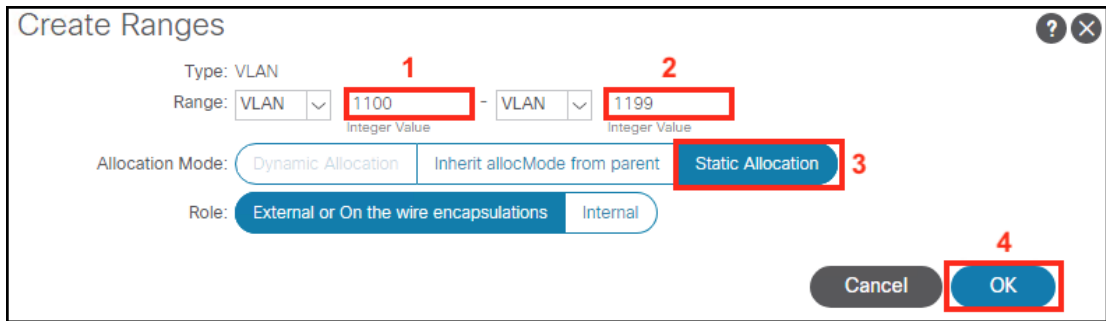 Create Ranges
?
Type: VLAN
1
2
Range: VLAN 1100 - VLAN 1199
Integer Value Integer Value
Allocation Mode: Dynamic Allocation Inherit allocMode from parent Static Allocation 3
Role: External or On the wire encapsulations Internal
4
Cancel OK